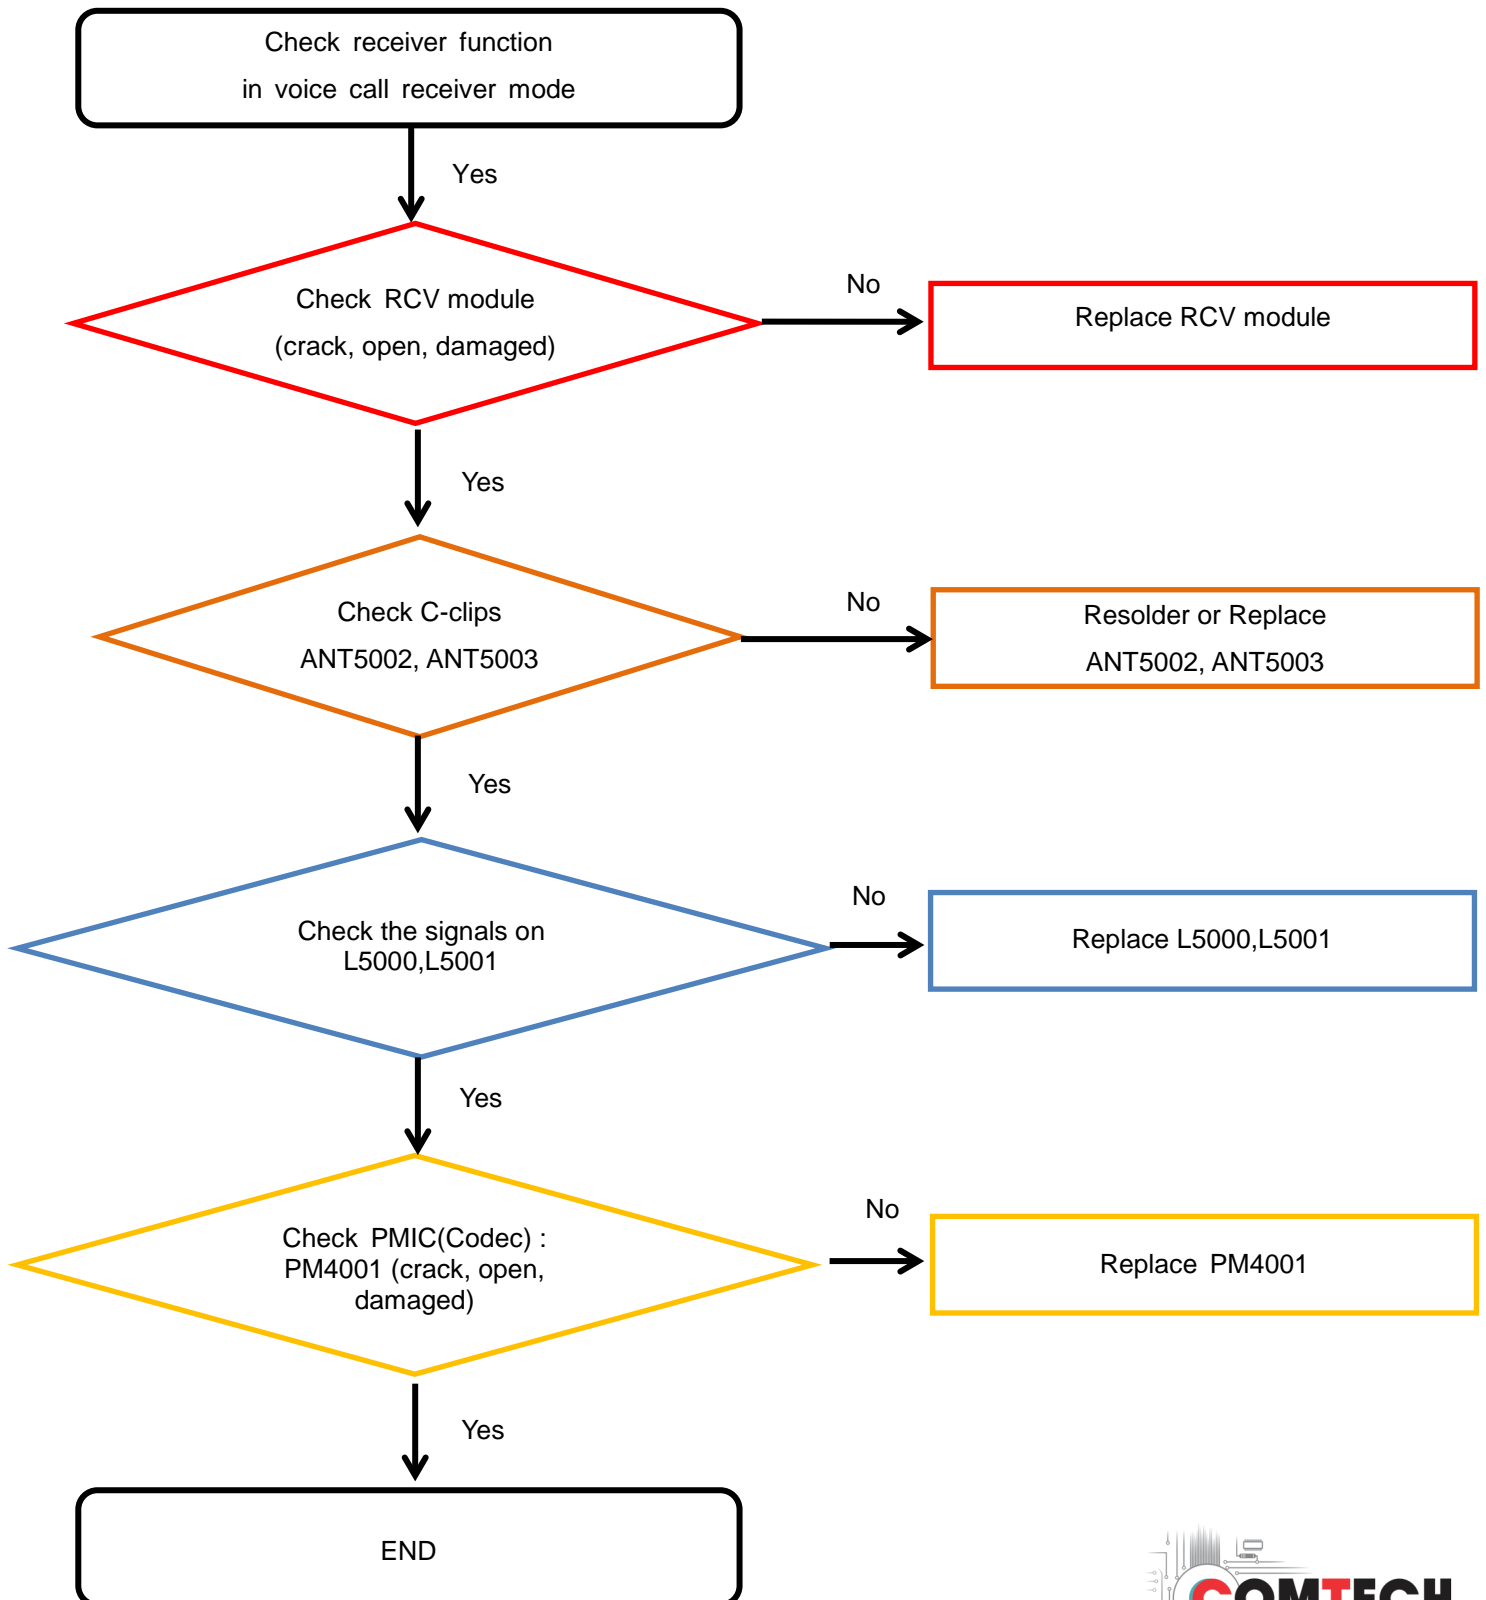 Check receiver function
in voice call receiver mode
Yes
Check RCV module
(crack, open, damaged)
No
Replace RCV module
Yes
Check C-clips
ANT5002, ANT5003
No
Resolder or Replace
ANT5002, ANT5003
Yes
Check the signals on
L5000,L5001
No
Replace L5000,L5001
Yes
Check PMIC(Codec) :
PM4001 (crack, open,
damaged)
No
Replace PM4001
Yes
END
COMTECH